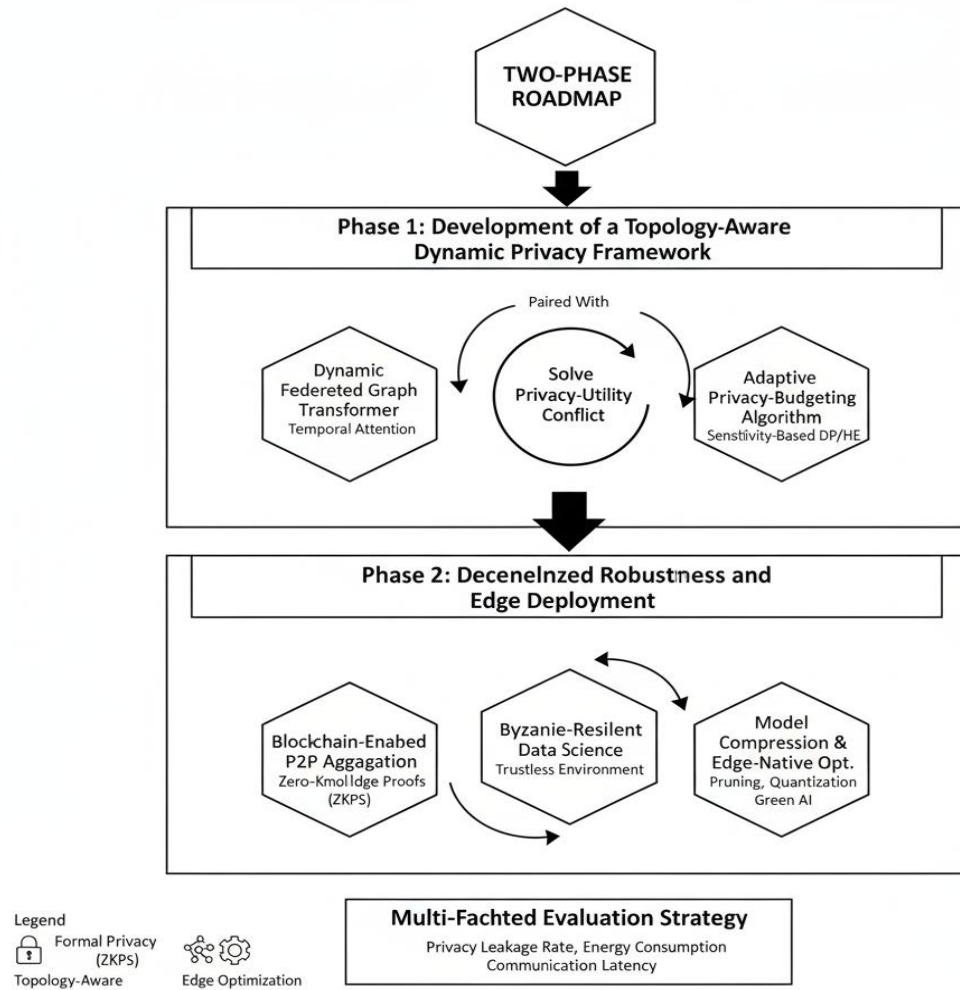 TWO-PHASE
ROADMAP
Phase 1: Development of a Topology-Aware
Dynamic Privacy Framework
Paired With
Dynamic
Federeted Graph
Transformer
Temporal Attention
Solve
Privacy-Utility
Conflict
Adaptive
Privacy-Budgeting
Algorithm
Senstivity-Based DP/HE
Phase 2: Decenelnzed Robustness and
Edge Deployment
Blockchain-Enabed
P2P Aggagation
Zero-Kmolldge Proofs
(ZKPS)
Byzanie-Resilent
Data Science
Trustless Environment
Model
Compression &
Edge-Native Opt.
Pruning, Quantization
Green AI
Legend
Formal Privacy
(ZKPS)
Topology-Aware
Edge Optimization
Multi-Fachted Evaluation Strategy
Privacy Leakage Rate, Energy Consumption
Communication Latency